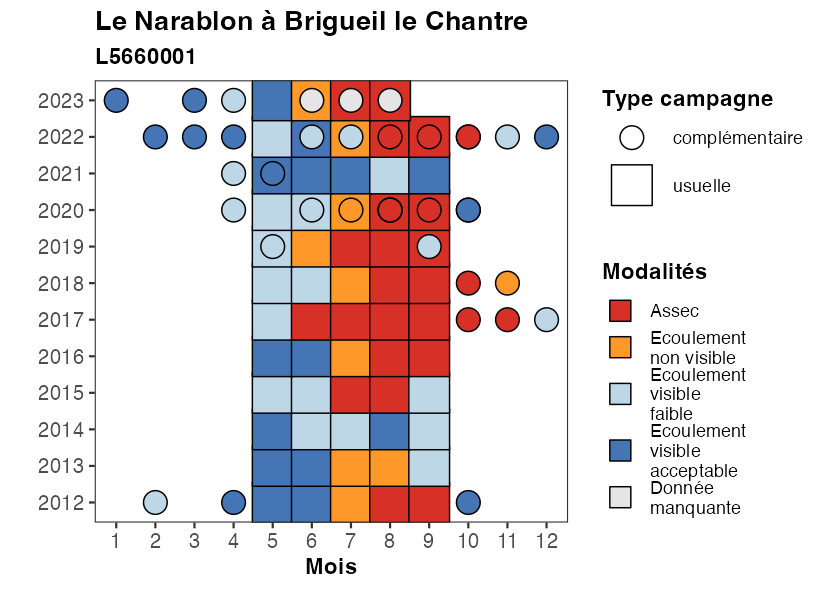 Le Narablon à Brigueil le Chantre
L5660001
2023
2022
2021
2020
2019
2018
2017
2016
2015
2014
2013
2012
1 2 3 4 5 6 7 8 9 10 11 12
Mois
Type campagne
complémentaire
usuelle
Modalités
Assec
Ecoulement
non visible
Ecoulement
visible
faible
Ecoulement
visible
acceptable
Donnée
manquante